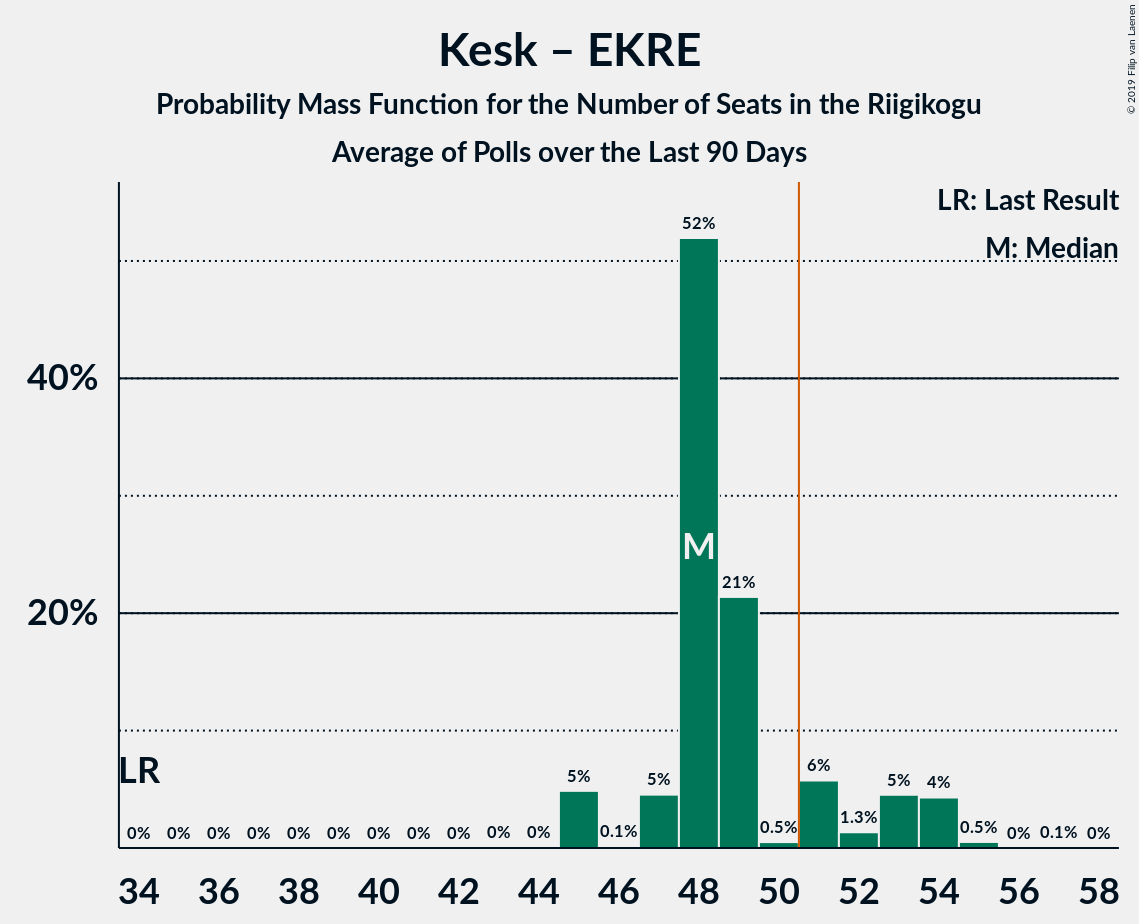 Kesk – EKRE
Probability Mass Function for the Number of Seats in the Riigikogu
Average of Polls over the Last 90 Days
© 2019 Filip van Laenen
LR: Last Result
M: Median
52%
40%
M
21%
20%
LR
0% 0% 0% 0% 0% 0% 0% 0% 0% 0% 0% 5% 0.1% 5% 0.5% 6% 1.3% 5% 4% 0.5% 0% 0.1% 0%
34 36 38 40 42 44 46 48 50 52 54 56 58